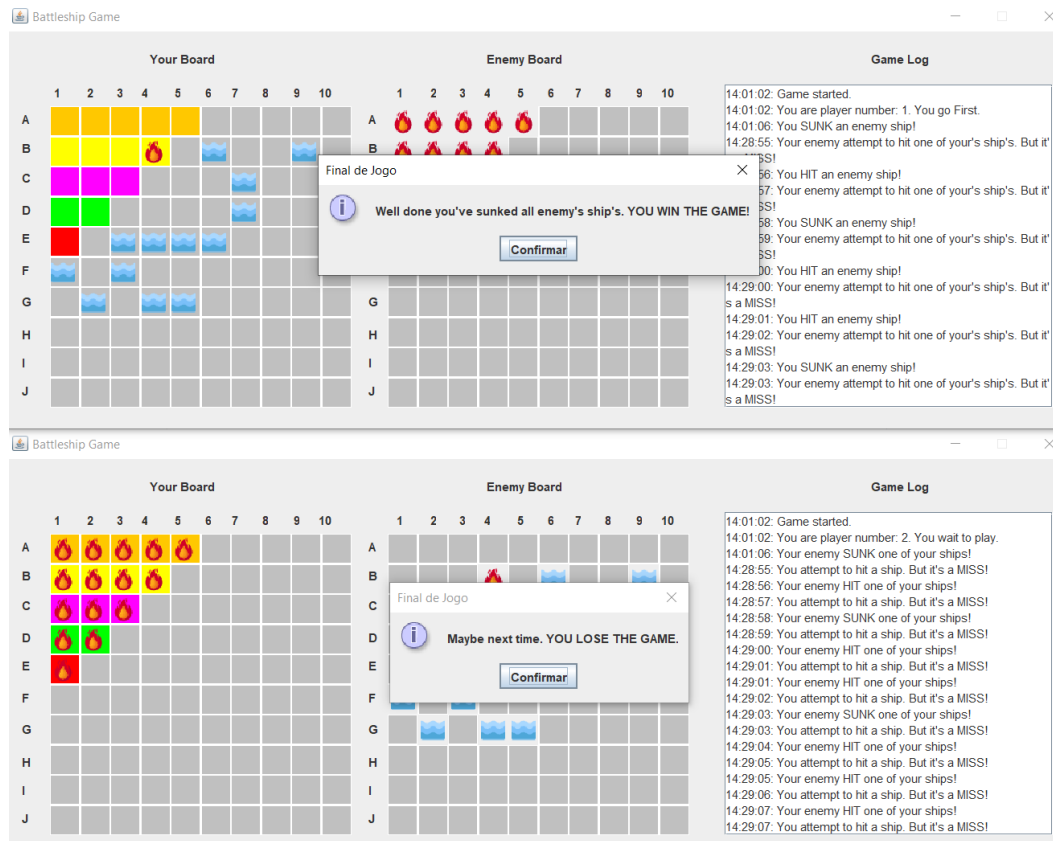 Battleship Game
Your Board
Enemy Board
Game Log
1 2 3 4 5 6 7 8 9 10
1 2 3 4 5 6 7 8 9 10
A
B
C
D
E
F
G
H
I
J
A
B
G
H
I
J
Final de Jogo
Well done you've sunked all enemy's ship's. YOU WIN THE GAME!
Confirmar
14:01:02: Game started.
14:01:02: You are player number: 1. You go First.
14:01:06: You SUNK an enemy ship!
14:28:55: Your enemy attempt to hit one of your's ship's. But it'
SS!
56: You HIT an enemy ship!
57: Your enemy attempt to hit one of your's ship's. But it'
SS!
58: You SUNK an enemy ship!
59: Your enemy attempt to hit one of your's ship's. But it'
SS!
00: You HIT an enemy ship!
14:29:00: Your enemy attempt to hit one of your's ship's. But it'
s a MISS!
14:29:01: You HIT an enemy ship!
14:29:02: Your enemy attempt to hit one of your's ship's. But it'
s a MISS!
14:29:03: You SUNK an enemy ship!
14:29:03: Your enemy attempt to hit one of your's ship's. But it'
s a MISS!
Battleship Game
Your Board
Enemy Board
Game Log
1 2 3 4 5 6 7 8 9 10
1 2 3 4 5 6 7 8 9 10
A
B
C
D
E
F
G
H
I
J
A
B
C
D
E
F
G
H
I
J
Final de Jogo
Maybe next time. YOU LOSE THE GAME.
Confirmar
14:01:02: Game started.
14:01:02: You are player number: 2. You wait to play.
14:01:06: Your enemy SUNK one of your ships!
14:28:55: You attempt to hit a ship. But it's a MISS!
14:28:56: Your enemy HIT one of your ships!
14:28:57: You attempt to hit a ship. But it's a MISS!
14:28:58: Your enemy SUNK one of your ships!
14:28:59: You attempt to hit a ship. But it's a MISS!
14:29:00: Your enemy HIT one of your ships!
14:29:01: You attempt to hit a ship. But it's a MISS!
14:29:01: Your enemy HIT one of your ships!
14:29:02: You attempt to hit a ship. But it's a MISS!
14:29:03: Your enemy SUNK one of your ships!
14:29:03: You attempt to hit a ship. But it's a MISS!
14:29:04: Your enemy HIT one of your ships!
14:29:05: You attempt to hit a ship. But it's a MISS!
14:29:05: Your enemy HIT one of your ships!
14:29:06: You attempt to hit a ship. But it's a MISS!
14:29:07: Your enemy HIT one of your ships!
14:29:07: You attempt to hit a ship. But it's a MISS!